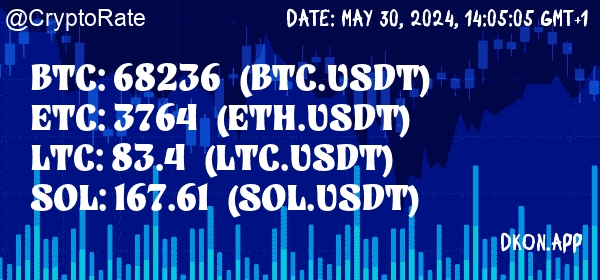 @CryptoRate
DATE: MAY 30, 2024, 14:05:05 GMT+1
BTC: 68236 (BTC.USDT)
ETC: 3764 (ETH.USDT)
LTC: 83.4 (LTC.USDT)
SOL: 167.61 (SOL.USDT)
DKON.APP